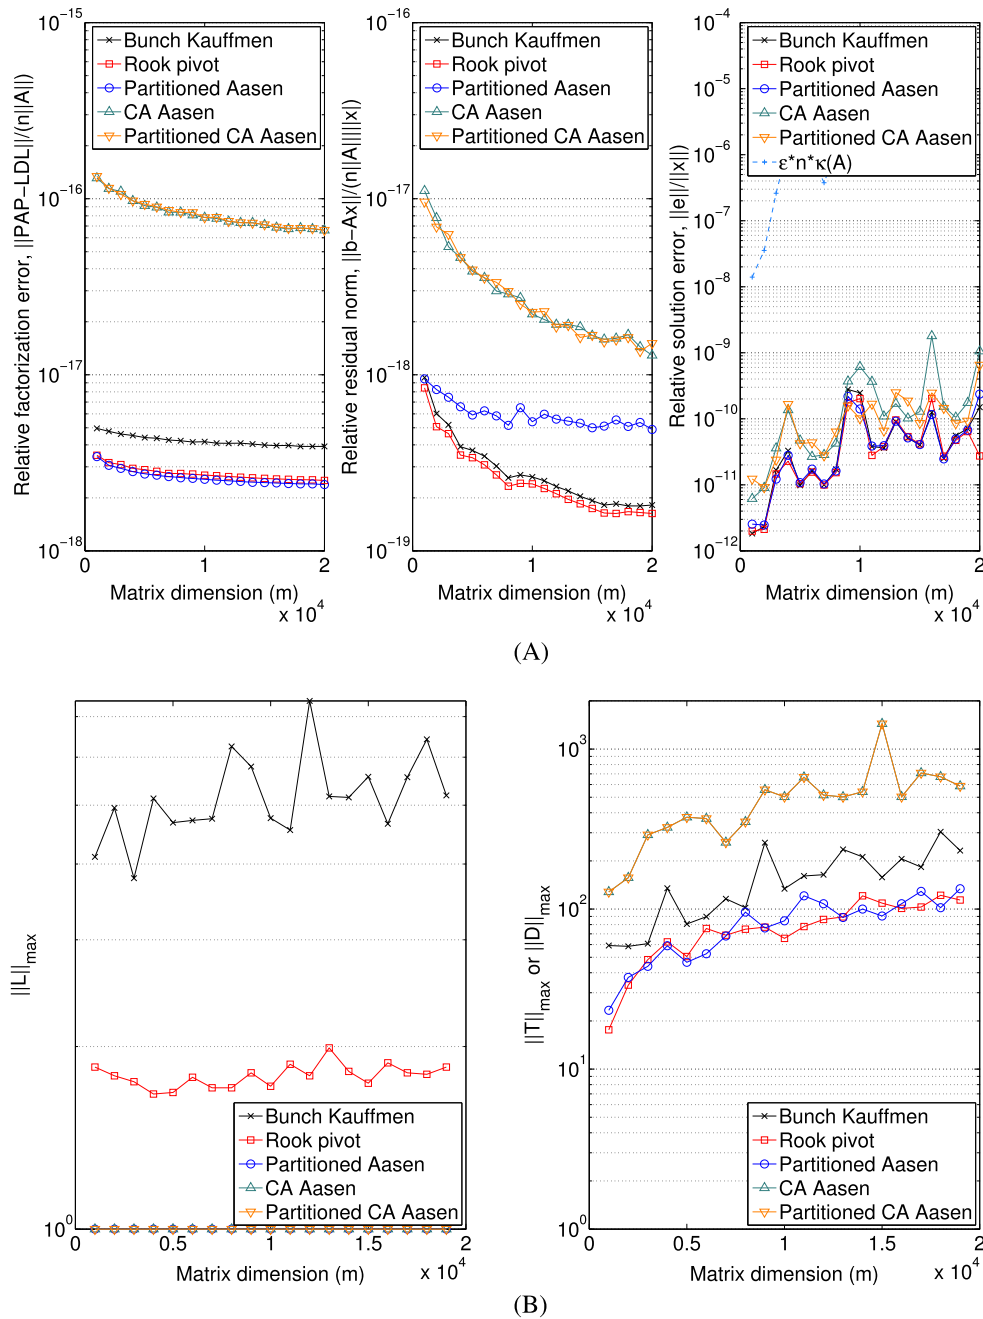 Relative factorization error, ||PAP−LDL||/(n||A||)
10^-15
10^-16
10^-17
10^-18
Bunch Kauffmen
Rook pivot
Partitioned Aasen
CA Aasen
Partitioned CA Aasen
0 1 2
Matrix dimension (m)
x 10^4
Relative residual norm, ||b−Ax||/(n||A||||x|)
10^-16
10^-17
10^-18
10^-19
Bunch Kauffmen
Rook pivot
Partitioned Aasen
CA Aasen
Partitioned CA Aasen
0 1 2
Matrix dimension (m)
x 10^4
Relative solution error, ||e||/||x||)
10^-4
10^-5
10^-6
10^-7
10^-8
10^-9
10^-10
10^-11
10^-12
Bunch Kauffmen
Rook pivot
Partitioned Aasen
CA Aasen
Partitioned CA Aasen
ε*n*κ(A)
0 1 2
Matrix dimension (m)
x 10^4
(A)
||L||_max
10^0
Bunch Kauffmen
Rook pivot
Partitioned Aasen
CA Aasen
Partitioned CA Aasen
0 0.5 1 1.5 2
Matrix dimension (m)
x 10^4
||T||_max or ||D||_max
10^3
10^2
10^1
10^0
Bunch Kauffmen
Rook pivot
Partitioned Aasen
CA Aasen
Partitioned CA Aasen
0 0.5 1 1.5 2
Matrix dimension (m)
x 10^4
(B)